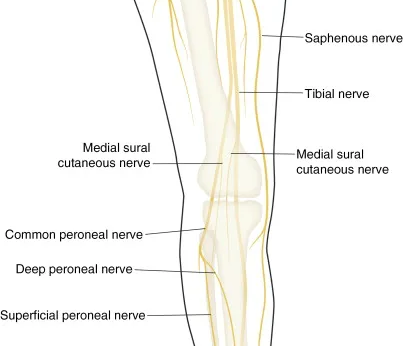 Saphenous nerve
Tibial nerve
Medial sural
cutaneous nerve
Medial sural
cutaneous nerve
Common peroneal nerve
Deep peroneal nerve
Superficial peroneal nerve